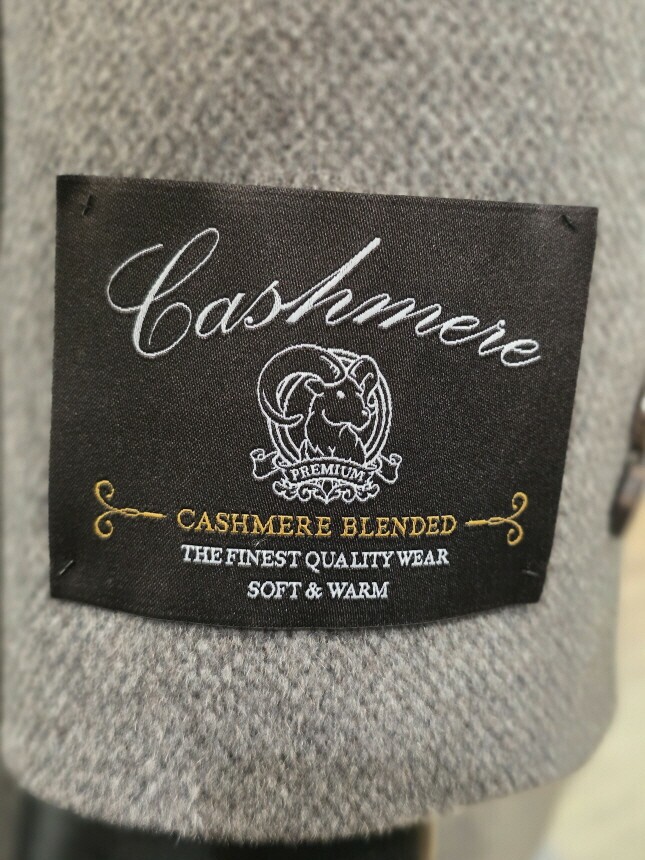 Cashmere
PREMIUM
CASHMERE BLENDED
THE FINEST QUALITY WEAR
SOFT & WARM